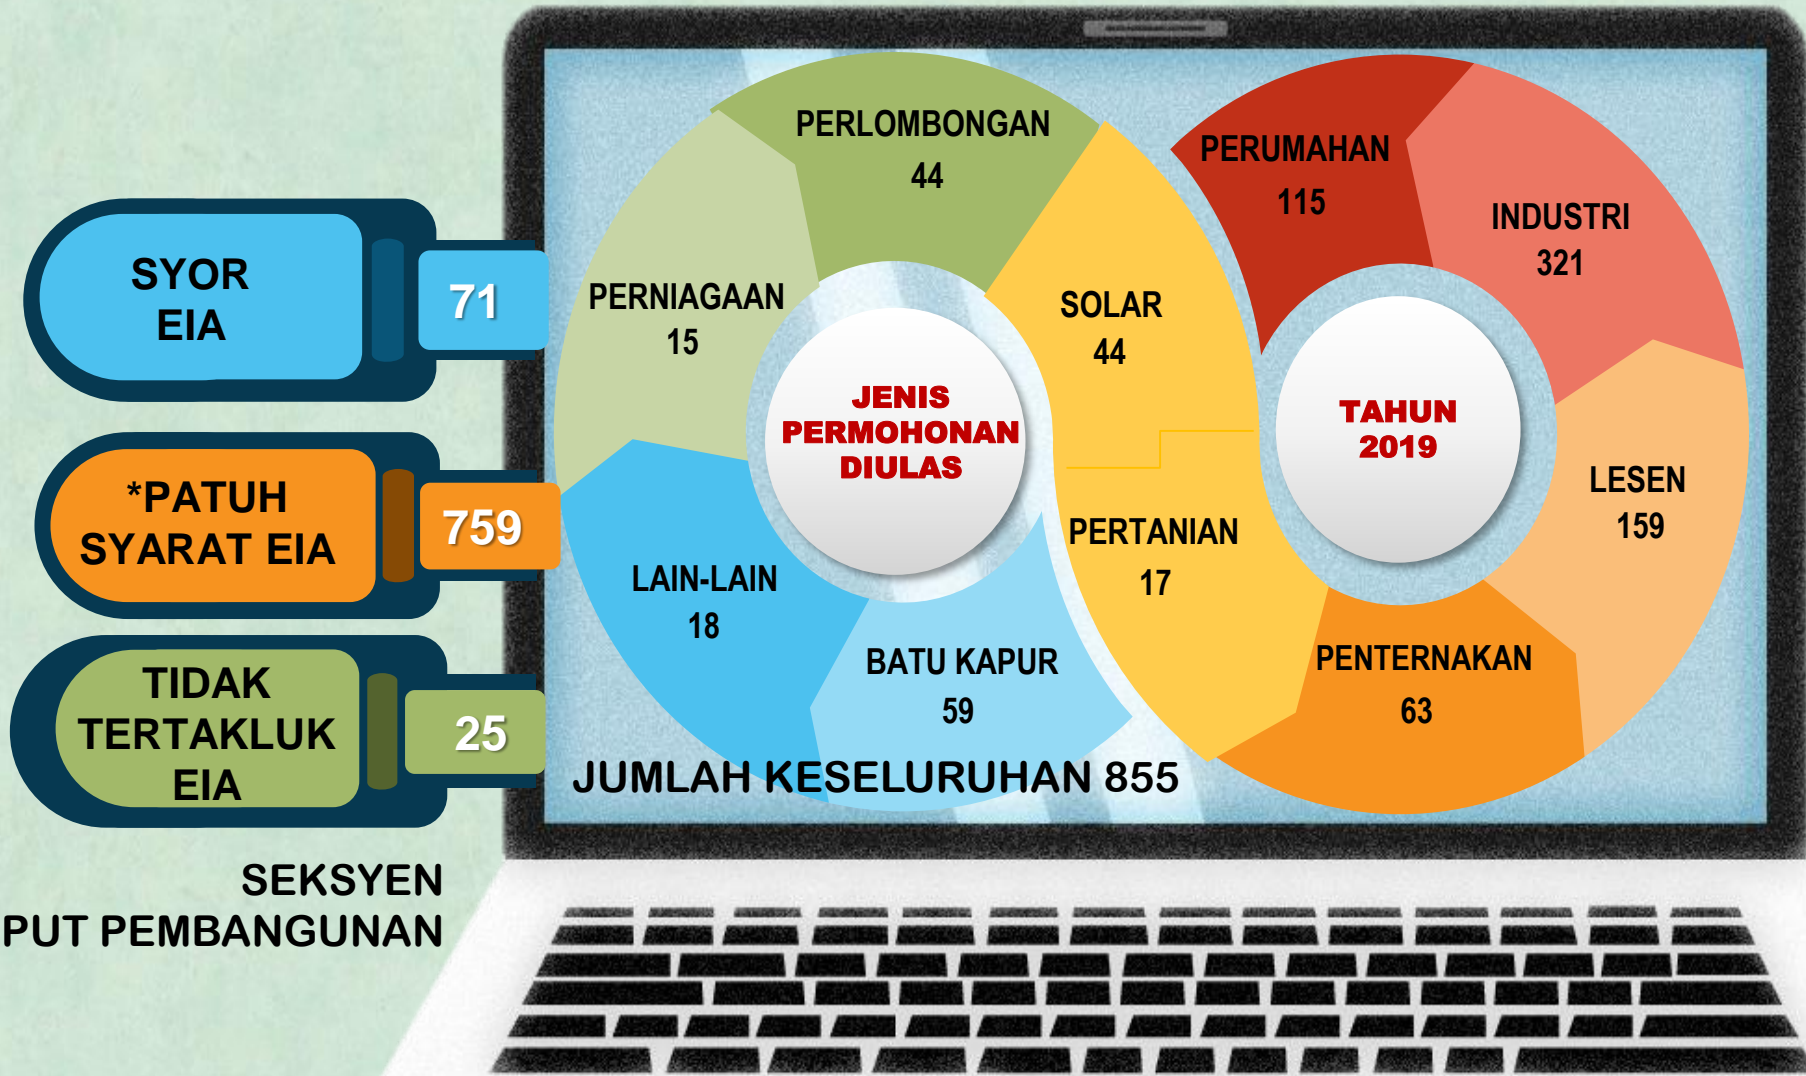 SYOR
EIA
71
*PATUH
SYARAT EIA
759
TIDAK
TERTAKLUK
EIA
25
SEKSYEN
PUT PEMBANGUNAN
JENIS
PERMOHONAN
DIULAS
PERLOMBONGAN
44
PERNIAGAAN
15
LAIN-LAIN
18
BATU KAPUR
59
SOLAR
44
PERTANIAN
17
TAHUN
2019
PERUMAHAN
115
INDUSTRI
321
LESEN
159
PENTERNAKAN
63
JUMLAH KESELURUHAN 855